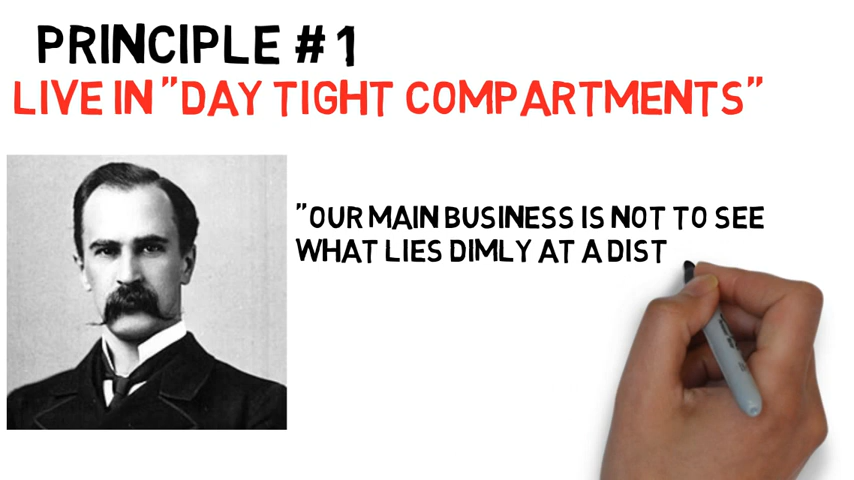 PRINCIPLE #1
LIVE IN "DAY TIGHT COMPARTMENTS"
"OUR MAIN BUSINESS IS NOT TO SEE
WHAT LIES DIMLY AT A DIST